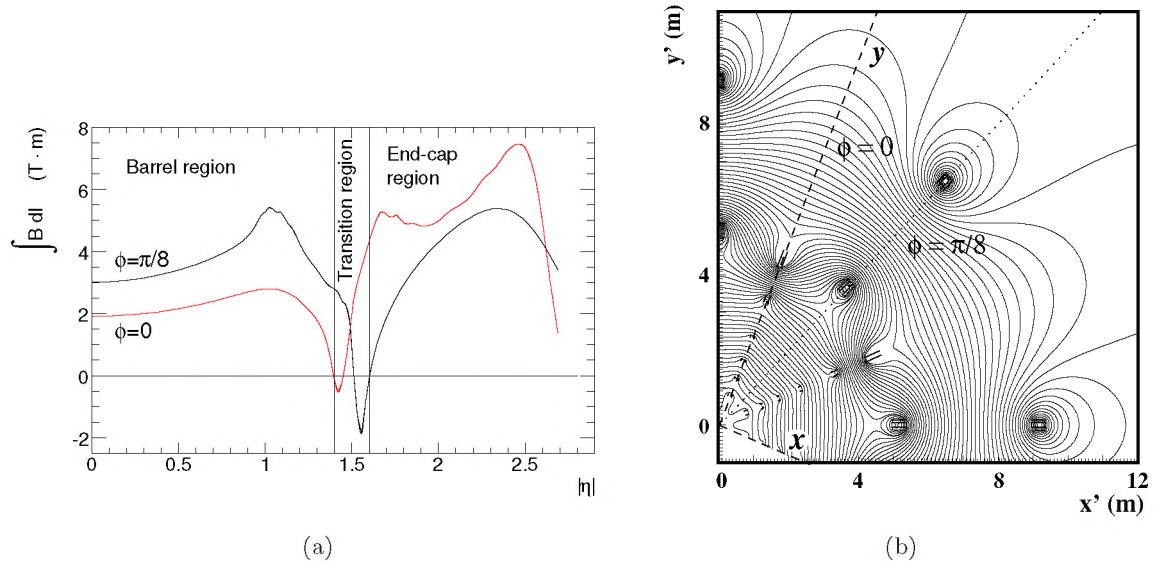 ∫ B dl (T · m)
8
6
4
2
0
-2
Barrel region
Transition region
End-cap
region
ϕ=π/8
ϕ=0
0 0.5 1 1.5 2 2.5
|η|
(a)
y' (m)
8
4
0
y
ϕ = 0
ϕ = π/8
x
0 4 8 12
x' (m)
(b)